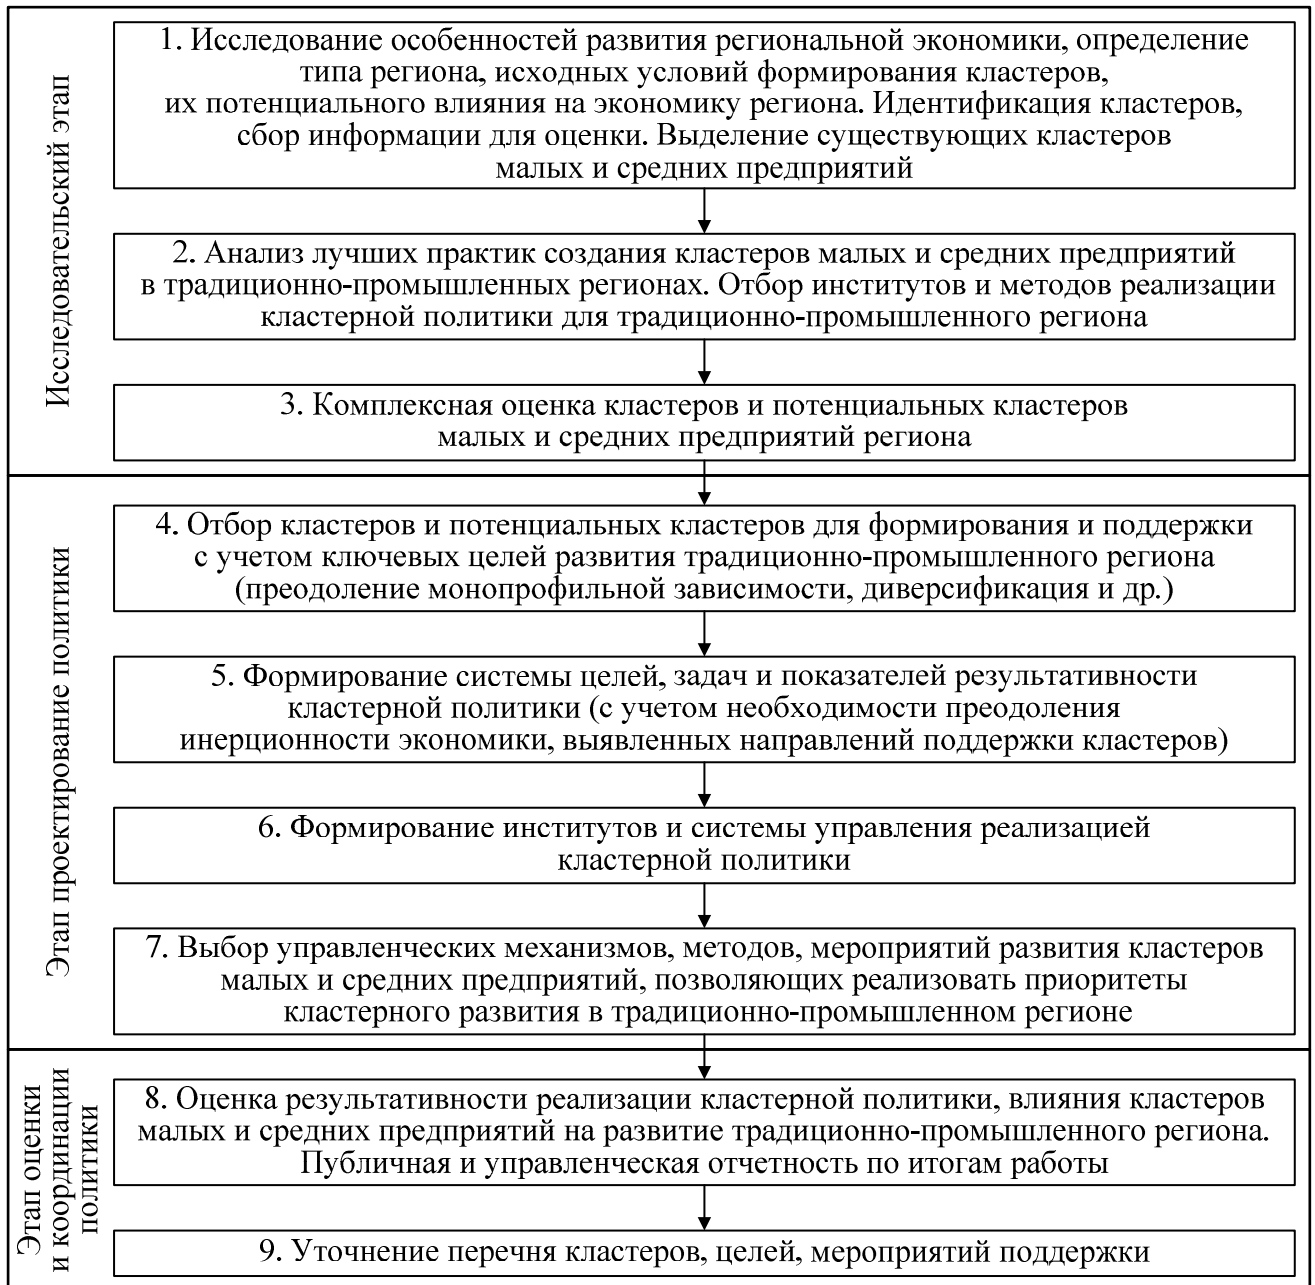 Исследовательский этап
1. Исследование особенностей развития региональной экономики, определение
типа региона, исходных условий формирования кластеров,
их потенциального влияния на экономику региона. Идентификация кластеров,
сбор информации для оценки. Выделение существующих кластеров
малых и средних предприятий
2. Анализ лучших практик создания кластеров малых и средних предприятий
в традиционно-промышленных регионах. Отбор институтов и методов реализации
кластерной политики для традиционно-промышленного региона
3. Комплексная оценка кластеров и потенциальных кластеров
малых и средних предприятий региона
Этап проектирование политики
4. Отбор кластеров и потенциальных кластеров для формирования и поддержки
с учетом ключевых целей развития традиционно-промышленного региона
(преодоление монопрофильной зависимости, диверсификация и др.)
5. Формирование системы целей, задач и показателей результативности
кластерной политики (с учетом необходимости преодоления
инерционности экономики, выявленных направлений поддержки кластеров)
6. Формирование институтов и системы управления реализацией
кластерной политики
7. Выбор управленческих механизмов, методов, мероприятий развития кластеров
малых и средних предприятий, позволяющих реализовать приоритеты
кластерного развития в традиционно-промышленном регионе
Этап оценки
и координации
политики
8. Оценка результативности реализации кластерной политики, влияния кластеров
малых и средних предприятий на развитие традиционно-промышленного региона.
Публичная и управленческая отчетность по итогам работы
9. Уточнение перечня кластеров, целей, мероприятий поддержки